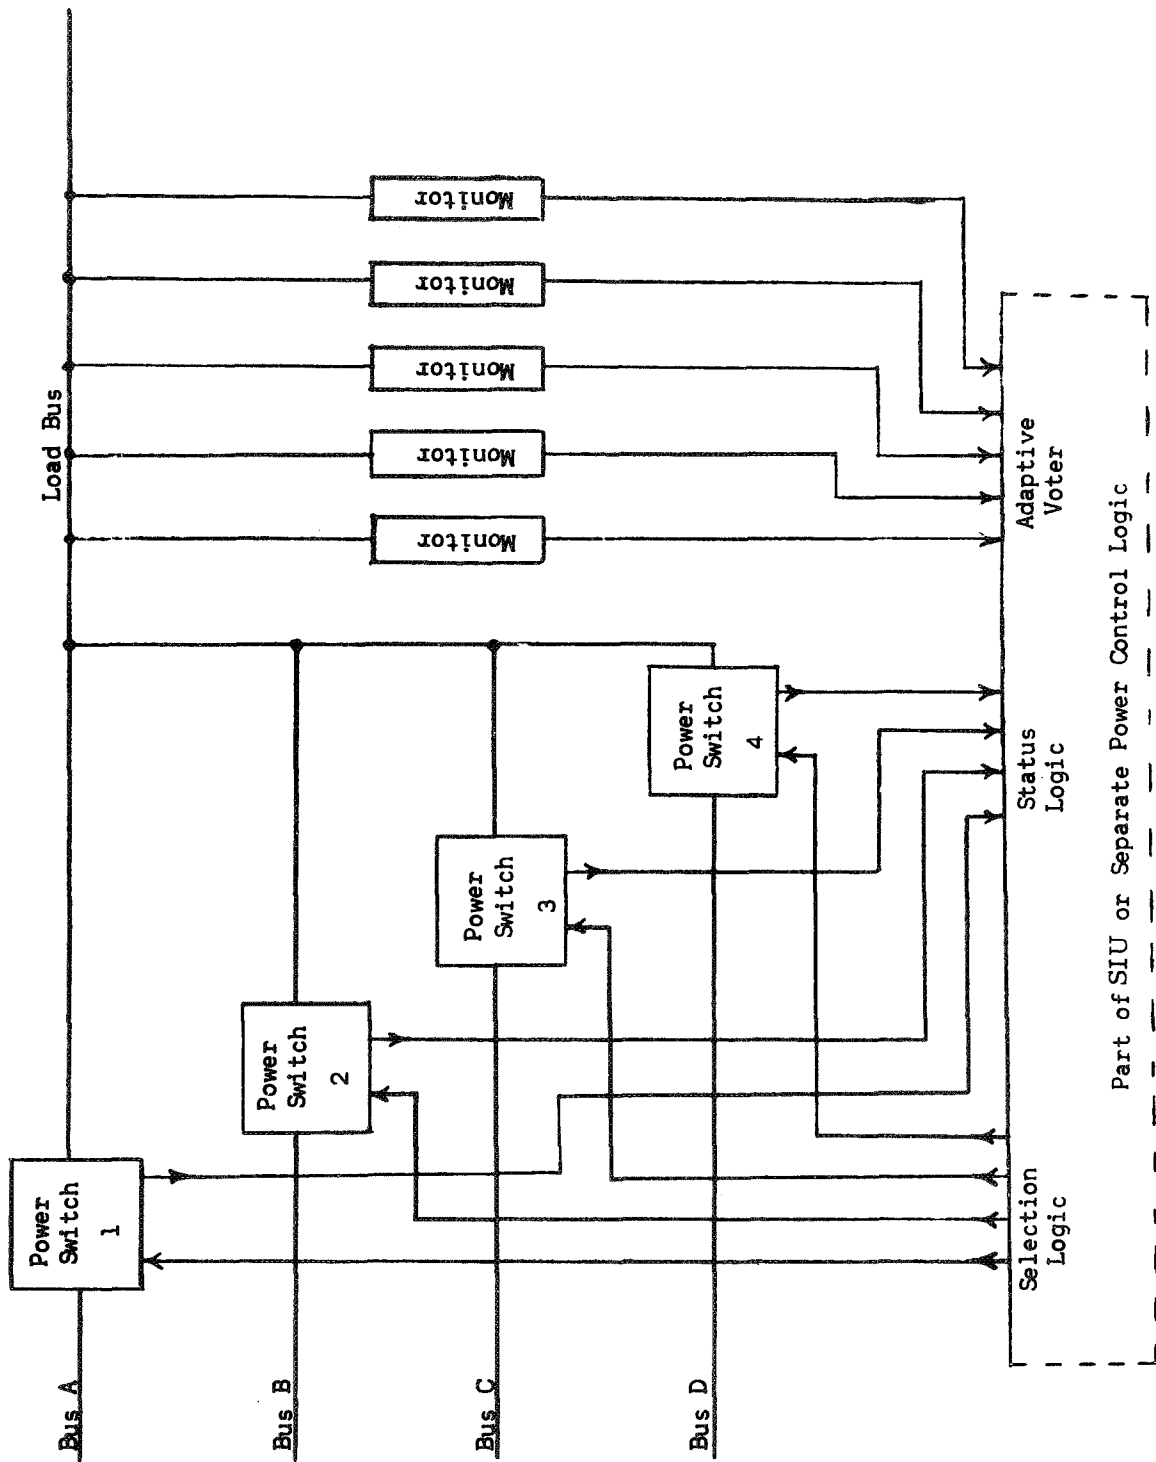 Bus A
Bus B
Bus C
Bus D
Power
Switch
1
Power
Switch
2
Power
Switch
3
Power
Switch
4
Load Bus
Monitor
Monitor
Monitor
Monitor
Monitor
Selection
Logic
Status
Logic
Adaptive
Voter
Part of SIU or Separate Power Control Logic